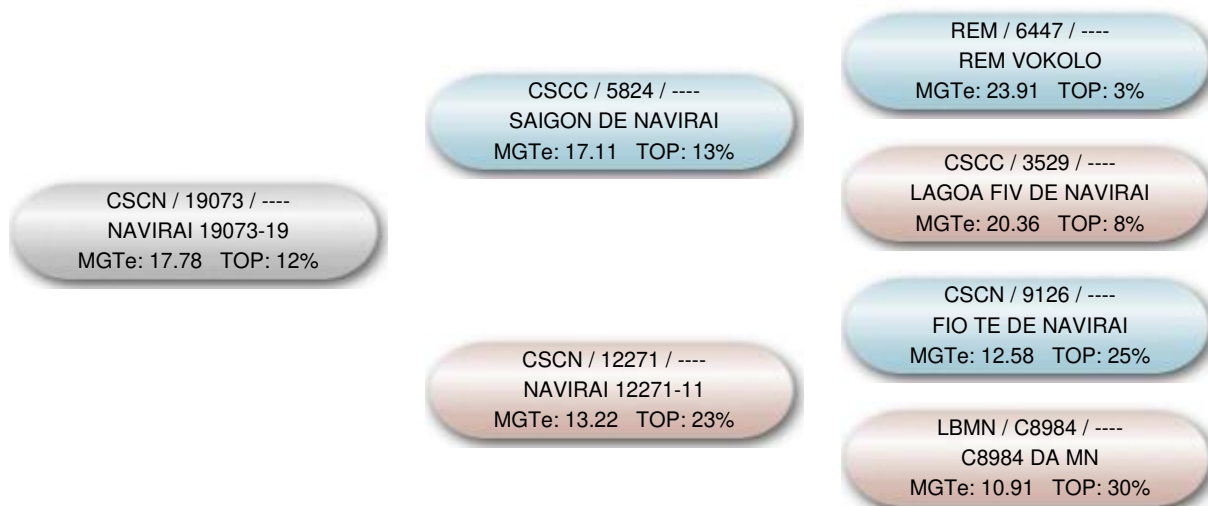 CSCN / 19073 / ----
NAVIRAI 19073-19
MGTe: 17.78 TOP: 12%
CSCC / 5824 / ----
SAIGON DE NAVIRAI
MGTe: 17.11 TOP: 13%
CSCN / 12271 / ----
NAVIRAI 12271-11
MGTe: 13.22 TOP: 23%
REM / 6447 / ----
REM VOKOLO
MGTe: 23.91 TOP: 3%
CSCC / 3529 / ----
LAGOA FIV DE NAVIRAI
MGTe: 20.36 TOP: 8%
CSCN / 9126 / ----
FIO TE DE NAVIRAI
MGTe: 12.58 TOP: 25%
LBMN / C8984 / ----
C8984 DA MN
MGTe: 10.91 TOP: 30%